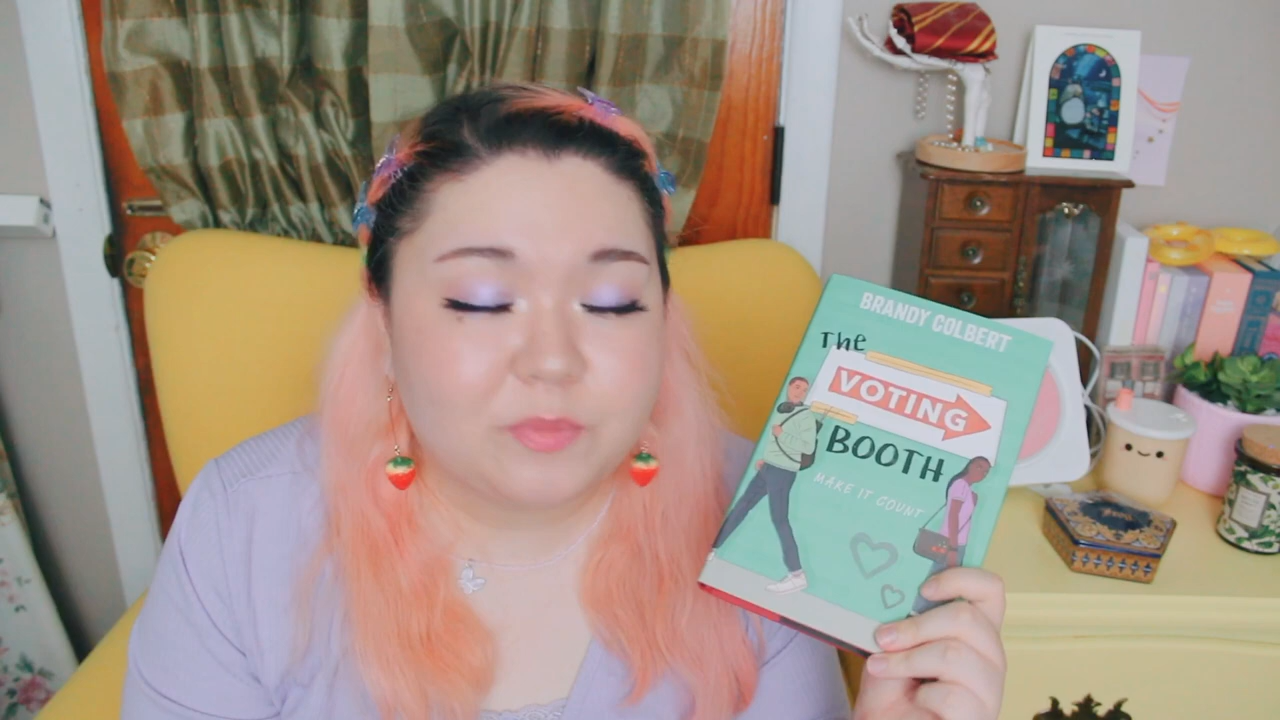 BRANDY COLBERT
The
VOTING
BOOTH
MAKE IT COUNT